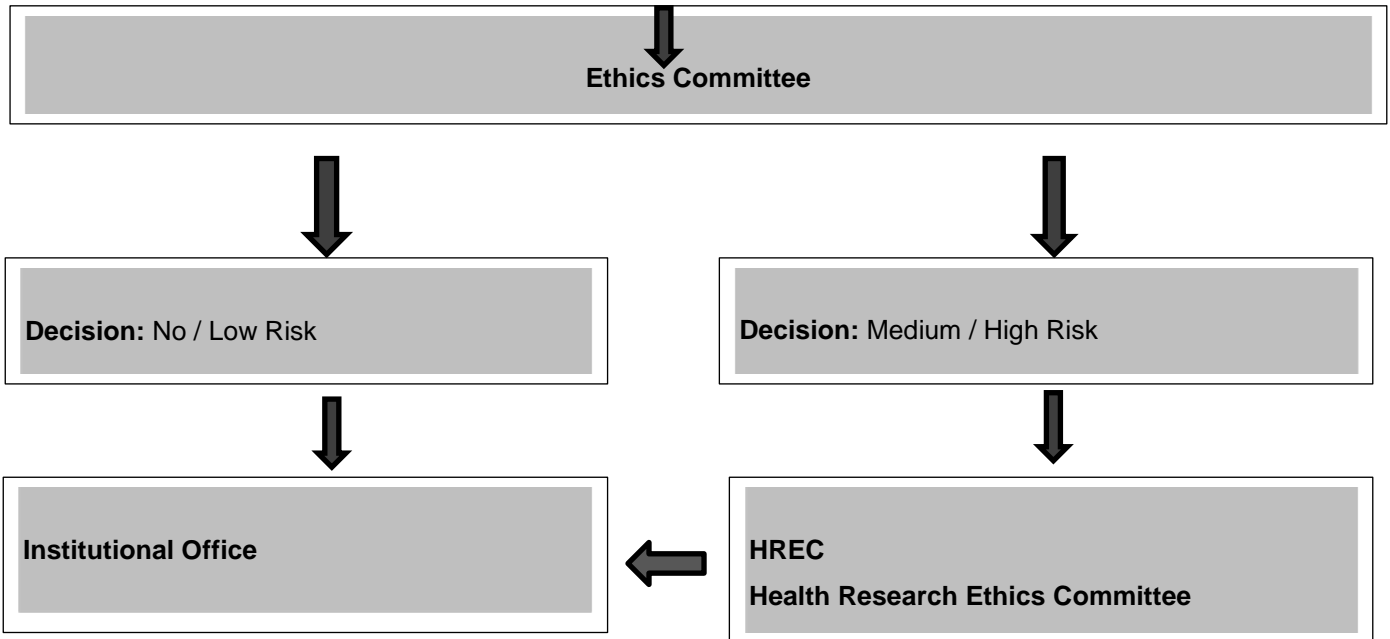 Ethics Committee
Decision: No / Low Risk
Decision: Medium / High Risk
Institutional Office
HREC
Health Research Ethics Committee